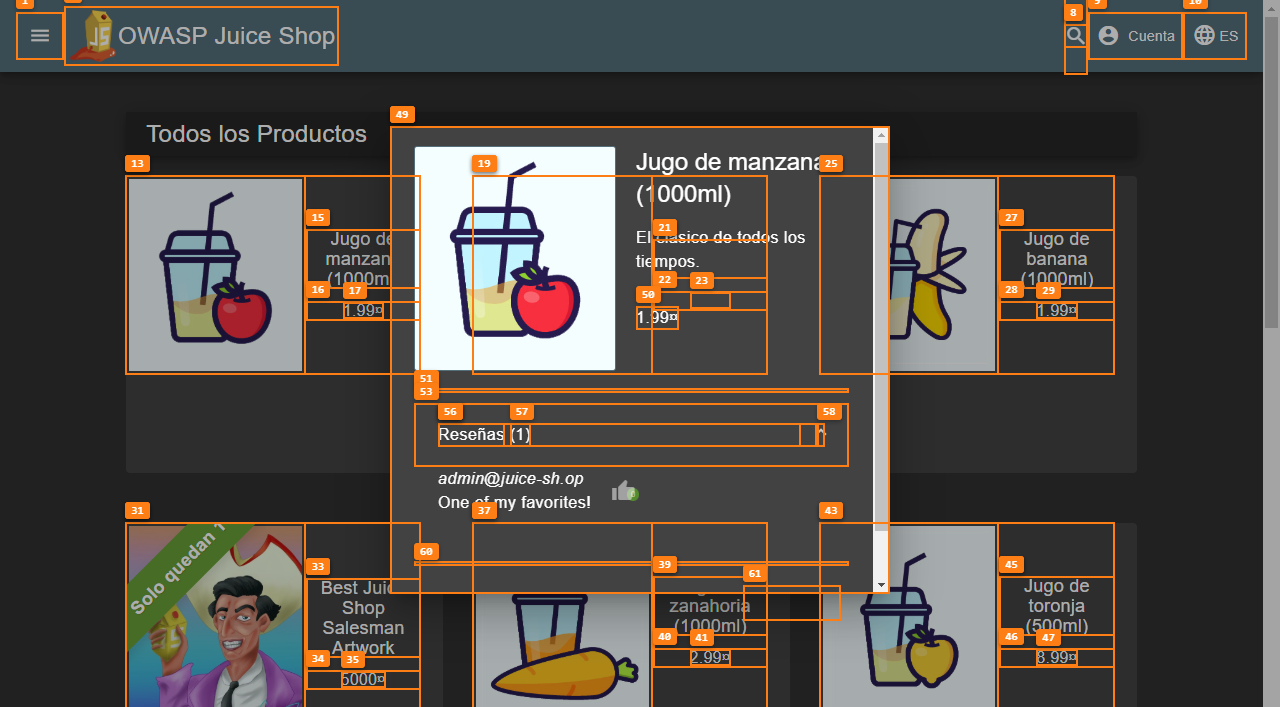 1
8
9
10
OWASP Juice Shop
Cuenta
ES
49
Todos los Productos
13
19
25
Jugo de manzana
(1000ml)
15
21
27
Jugo de
manzan
(1000m
El clásico de todos los
tiempos.
Jugo de
banana
(1000ml)
16
17
22
23
28
29
50
1.99¤
1.99¤
1.99¤
51
53
56
57
58
Reseñas (1)
admin@juice-sh.op
One of my favorites!
31
37
43
Solo quedan 1
60
33
39
61
45
Best Juic
Shop
Salesman
Artwork
zanahoria
(1000ml)
Jugo de
toronja
(500ml)
34
35
40
41
46
47
5000¤
2.99¤
8.99¤